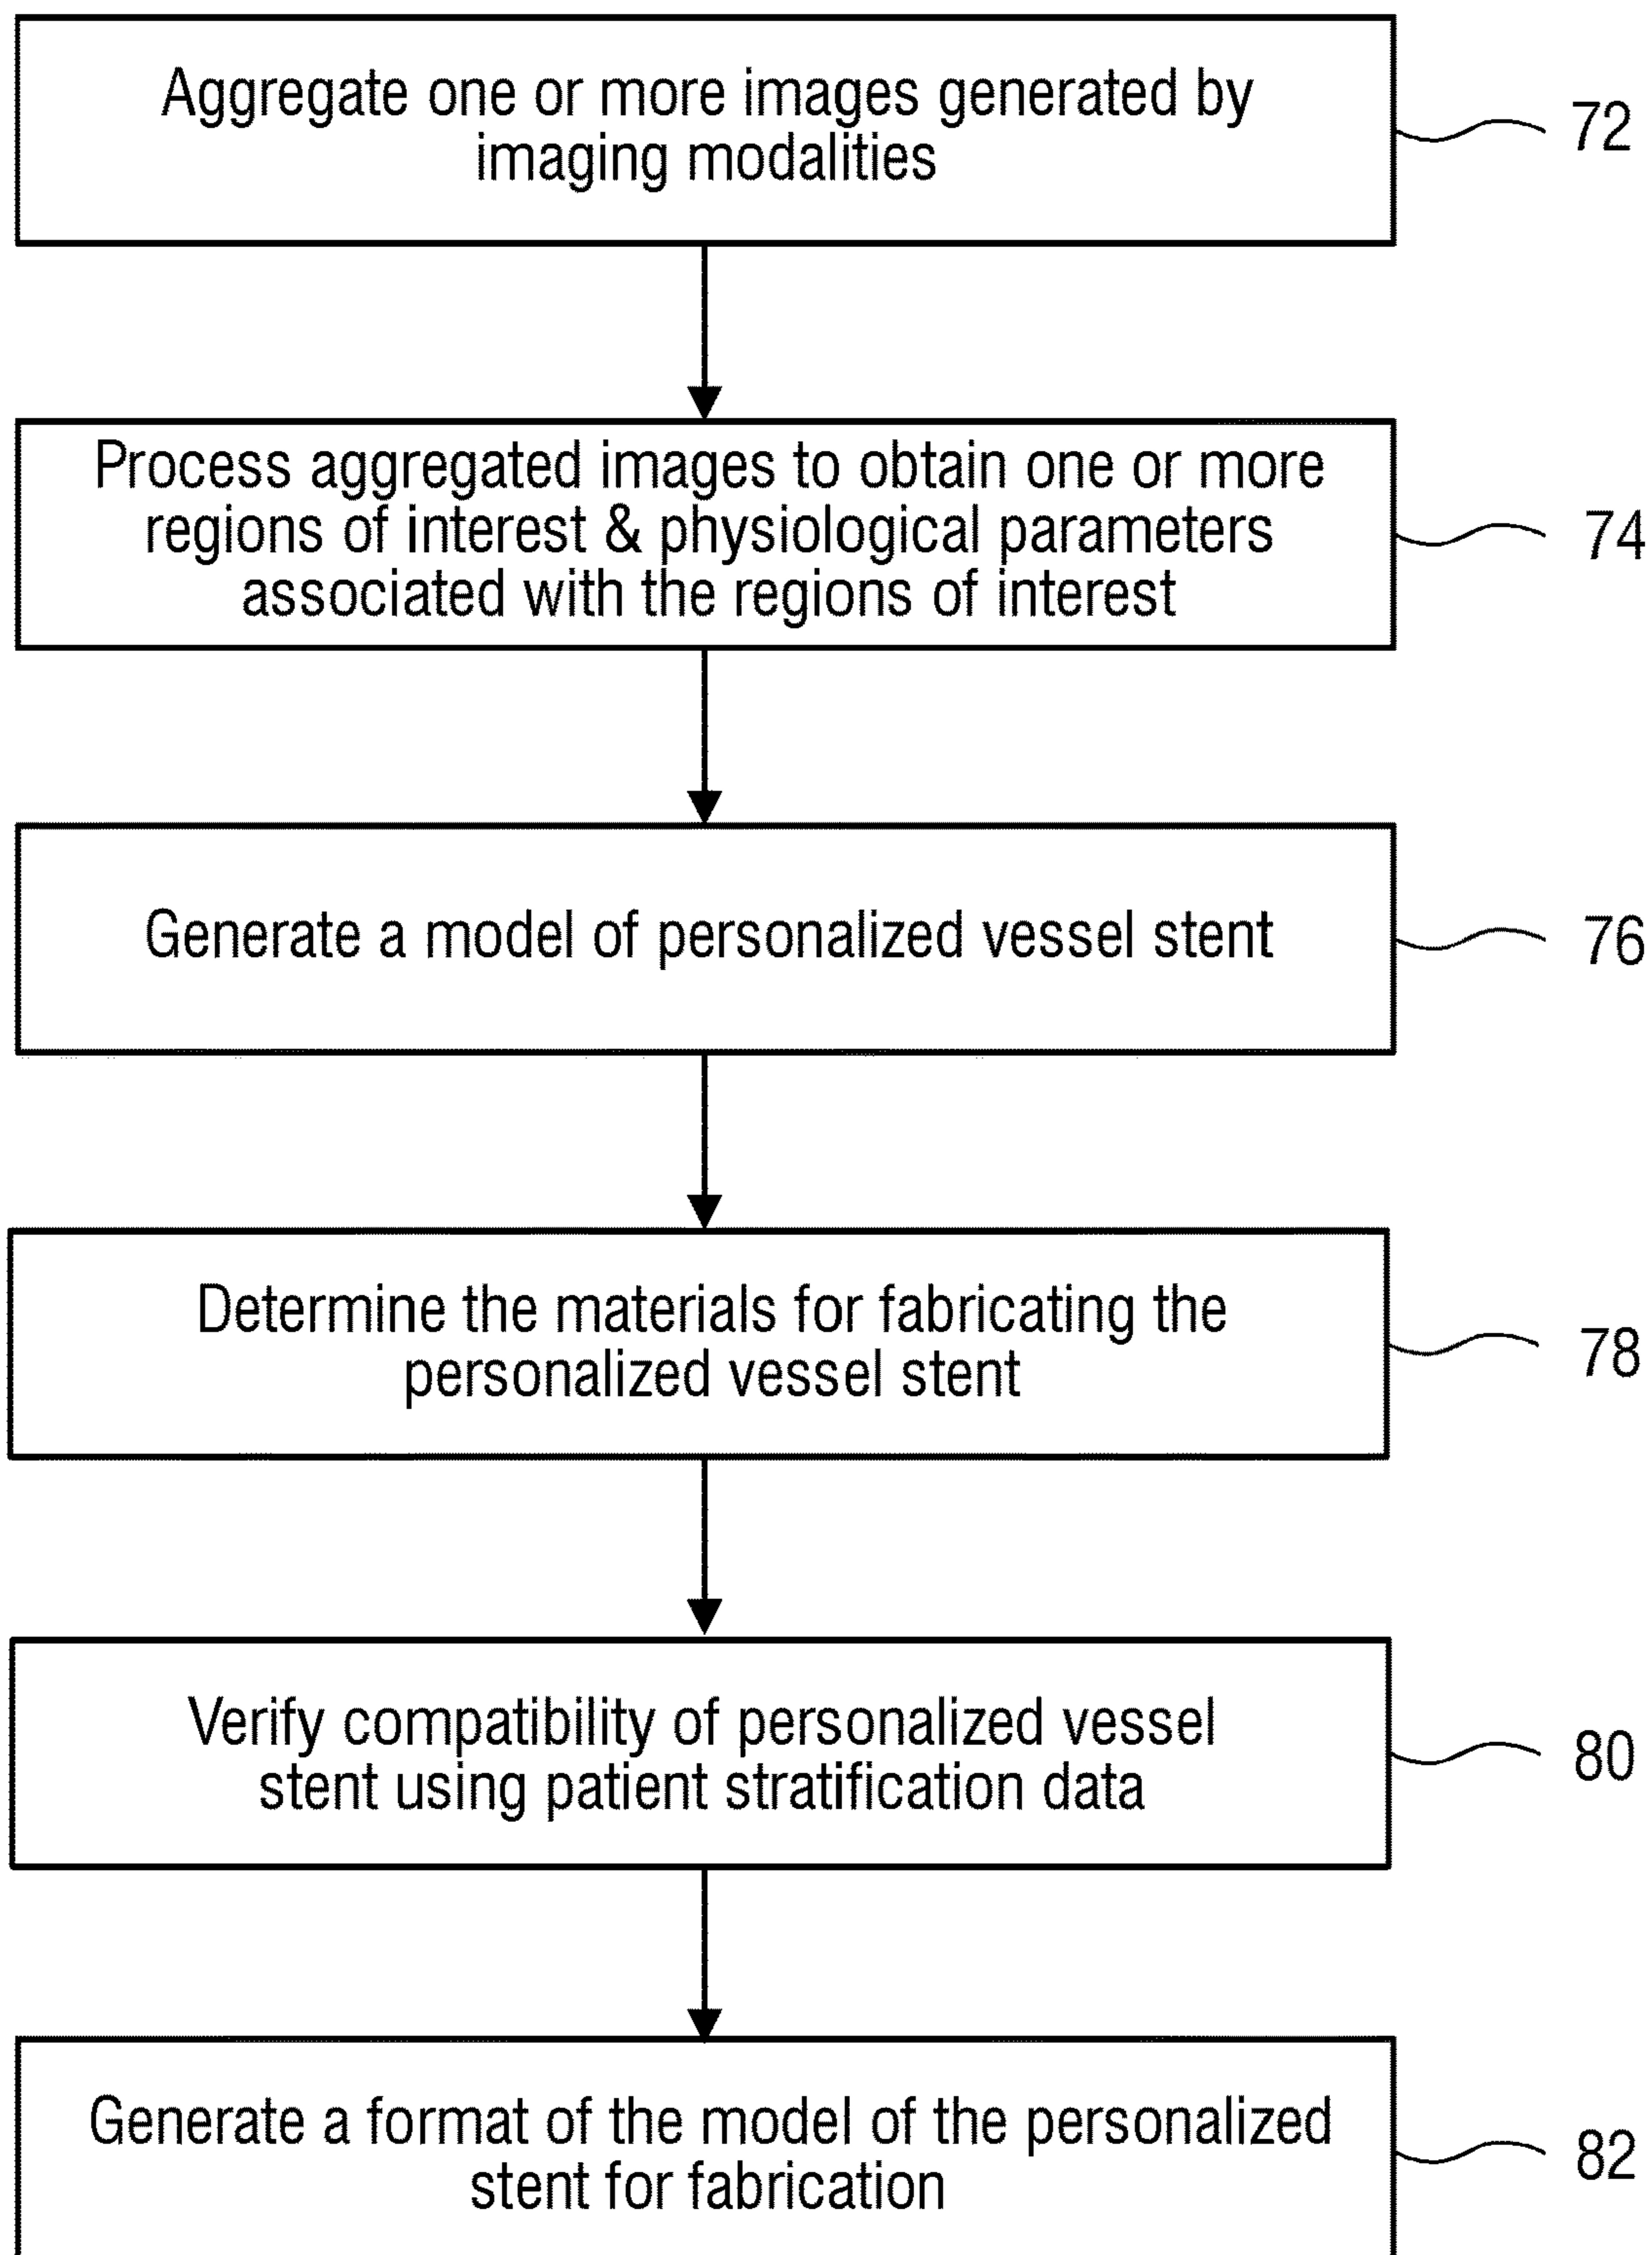 Aggregate one or more images generated by
imaging modalities
72
Process aggregated images to obtain one or more
regions of interest & physiological parameters
associated with the regions of interest
74
Generate a model of personalized vessel stent
76
Determine the materials for fabricating the
personalized vessel stent
78
Verify compatibility of personalized vessel
stent using patient stratification data
80
Generate a format of the model of the personalized
stent for fabrication
82